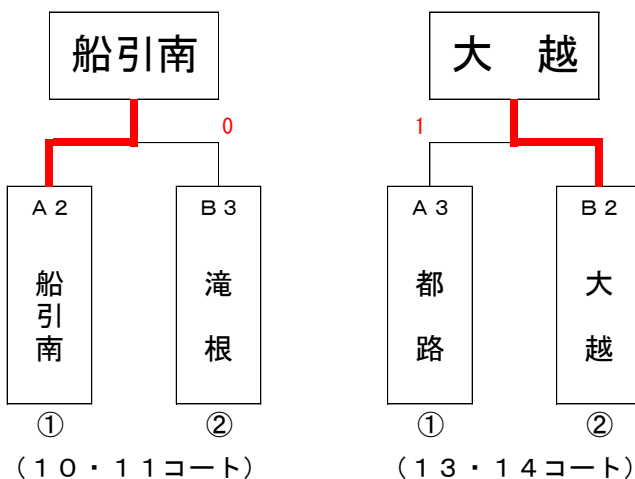 船引南
大　越
0
1
Ａ２
Ｂ３
Ａ３
Ｂ２
船引南
滝根
都路
大越
①
②
①
②
（１０・１１コート）
（１３・１４コート）